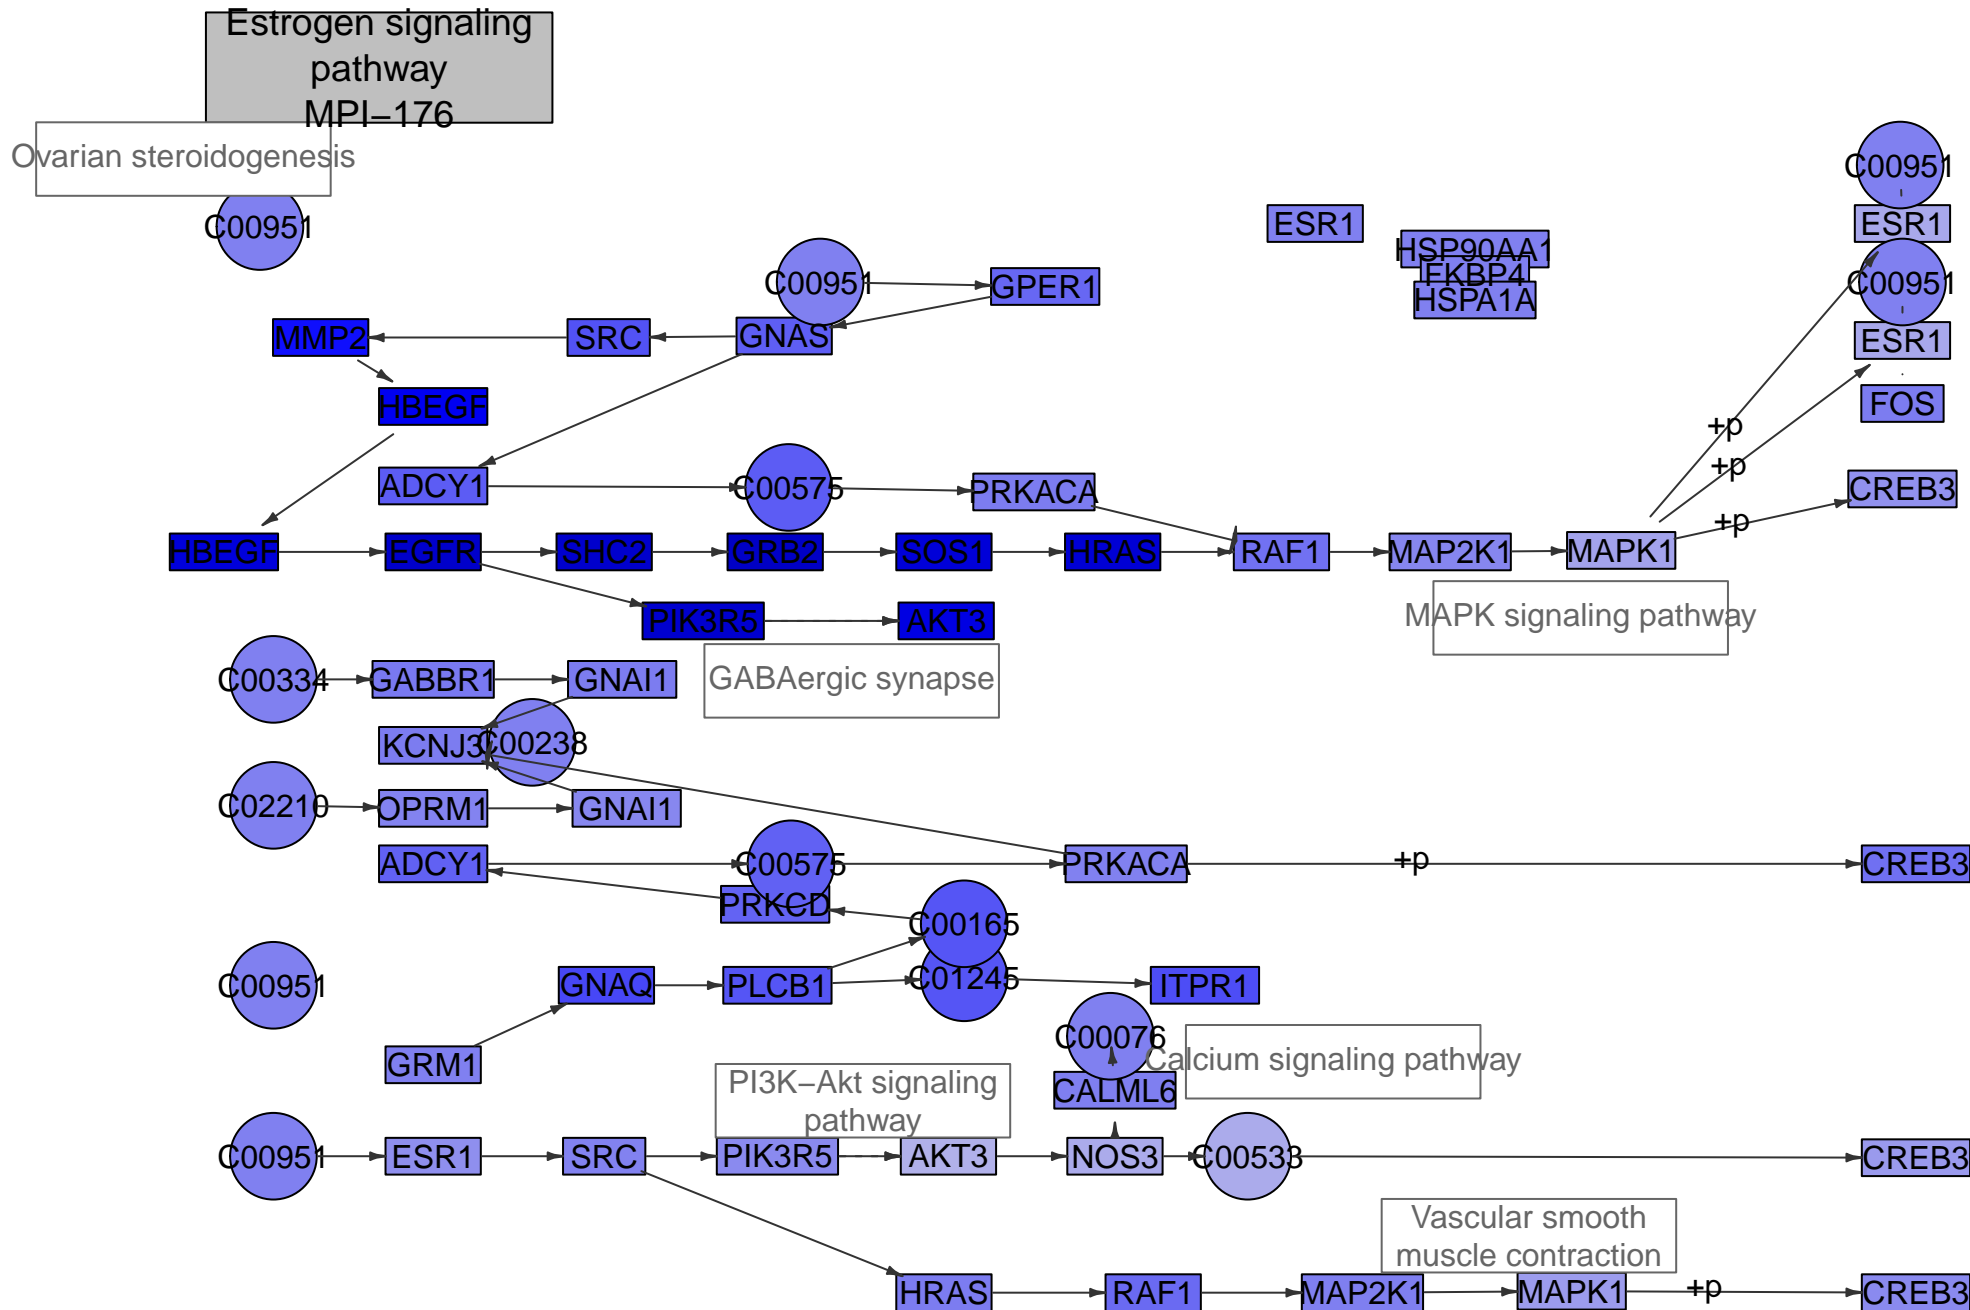 Estrogen signaling
pathway
MPI−176
Ovarian steroidogenesis
C00951
C00951
ESR1
ESR1
C00951
HSP90AA1
FKBP4
HSPA1A
C00951
GPER1
C00951
MMP2
SRC
GNAS
ESR1
HBEGF
FOS
+p
+p
ADCY1
C00575
PRKACA
CREB3
+p
HBEGF
EGFR
SHC2
GRB2
SOS1
HRAS
RAF1
MAP2K1
MAPK1
PIK3R5
AKT3
MAPK signaling pathway
C00334
GABBR1
GNAI1
GABAergic synapse
KCNJ3
C00238
C02210
OPRM1
GNAI1
ADCY1
C00575
PRKACA
+p
CREB3
PRKCD
C00165
C00951
GNAQ
PLCB1
C01245
ITPR1
C00076
Calcium signaling pathway
GRM1
CALML6
PI3K−Akt signaling
pathway
C00951
ESR1
SRC
PIK3R5
AKT3
NOS3
C00533
CREB3
Vascular smooth
muscle contraction
HRAS
RAF1
MAP2K1
MAPK1
+p
CREB3